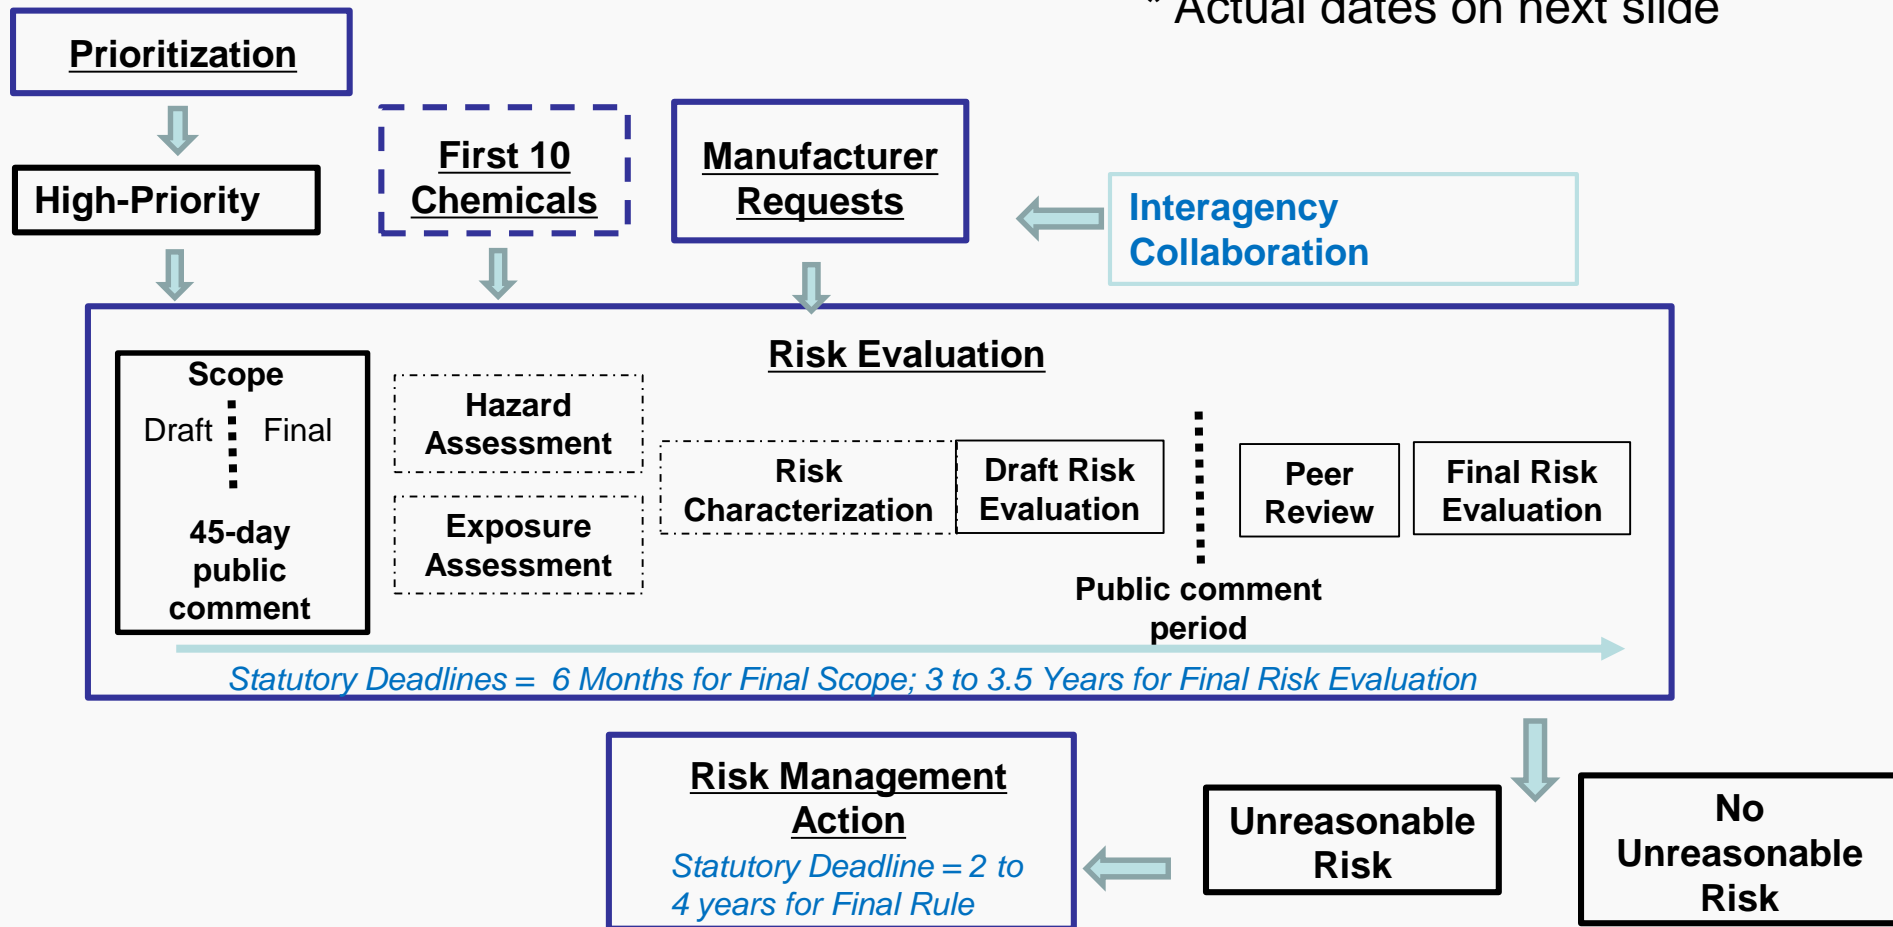 * Actual dates on next slide
Prioritization
High-Priority
First 10
Chemicals
Manufacturer
Requests
Interagency
Collaboration
Risk Evaluation
Scope
Draft
Final
45-day
public
comment
Hazard
Assessment
Exposure
Assessment
Risk
Characterization
Draft Risk
Evaluation
Public comment
period
Peer
Review
Final Risk
Evaluation
Statutory Deadlines = 6 Months for Final Scope; 3 to 3.5 Years for Final Risk Evaluation
Risk Management
Action
Statutory Deadline = 2 to
4 years for Final Rule
Unreasonable
Risk
No
Unreasonable
Risk